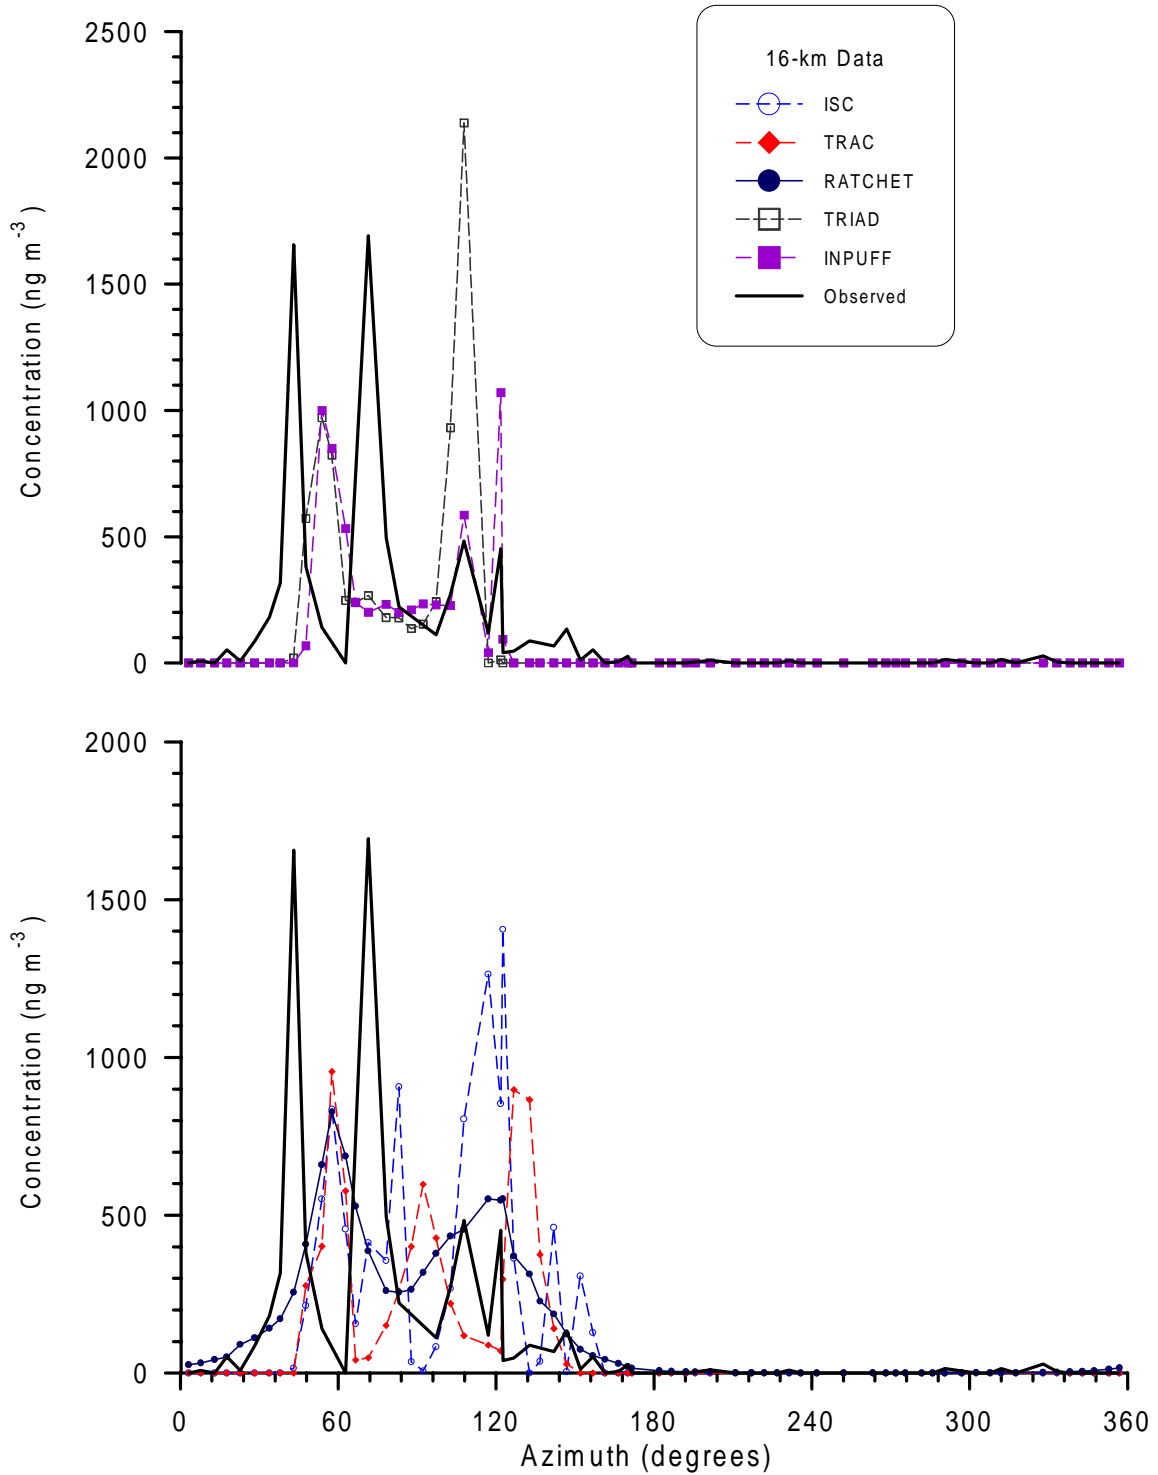 2500
2000
1500
1000
500
0
Concentration (ng m-3 )
16-km Data
ISC
TRAC
RATCHET
TRIAD
INPUFF
Observed
2000
1500
1000
500
0
Concentration (ng m-3 )
0 60 120 180 240 300 360
Azimuth (degrees)